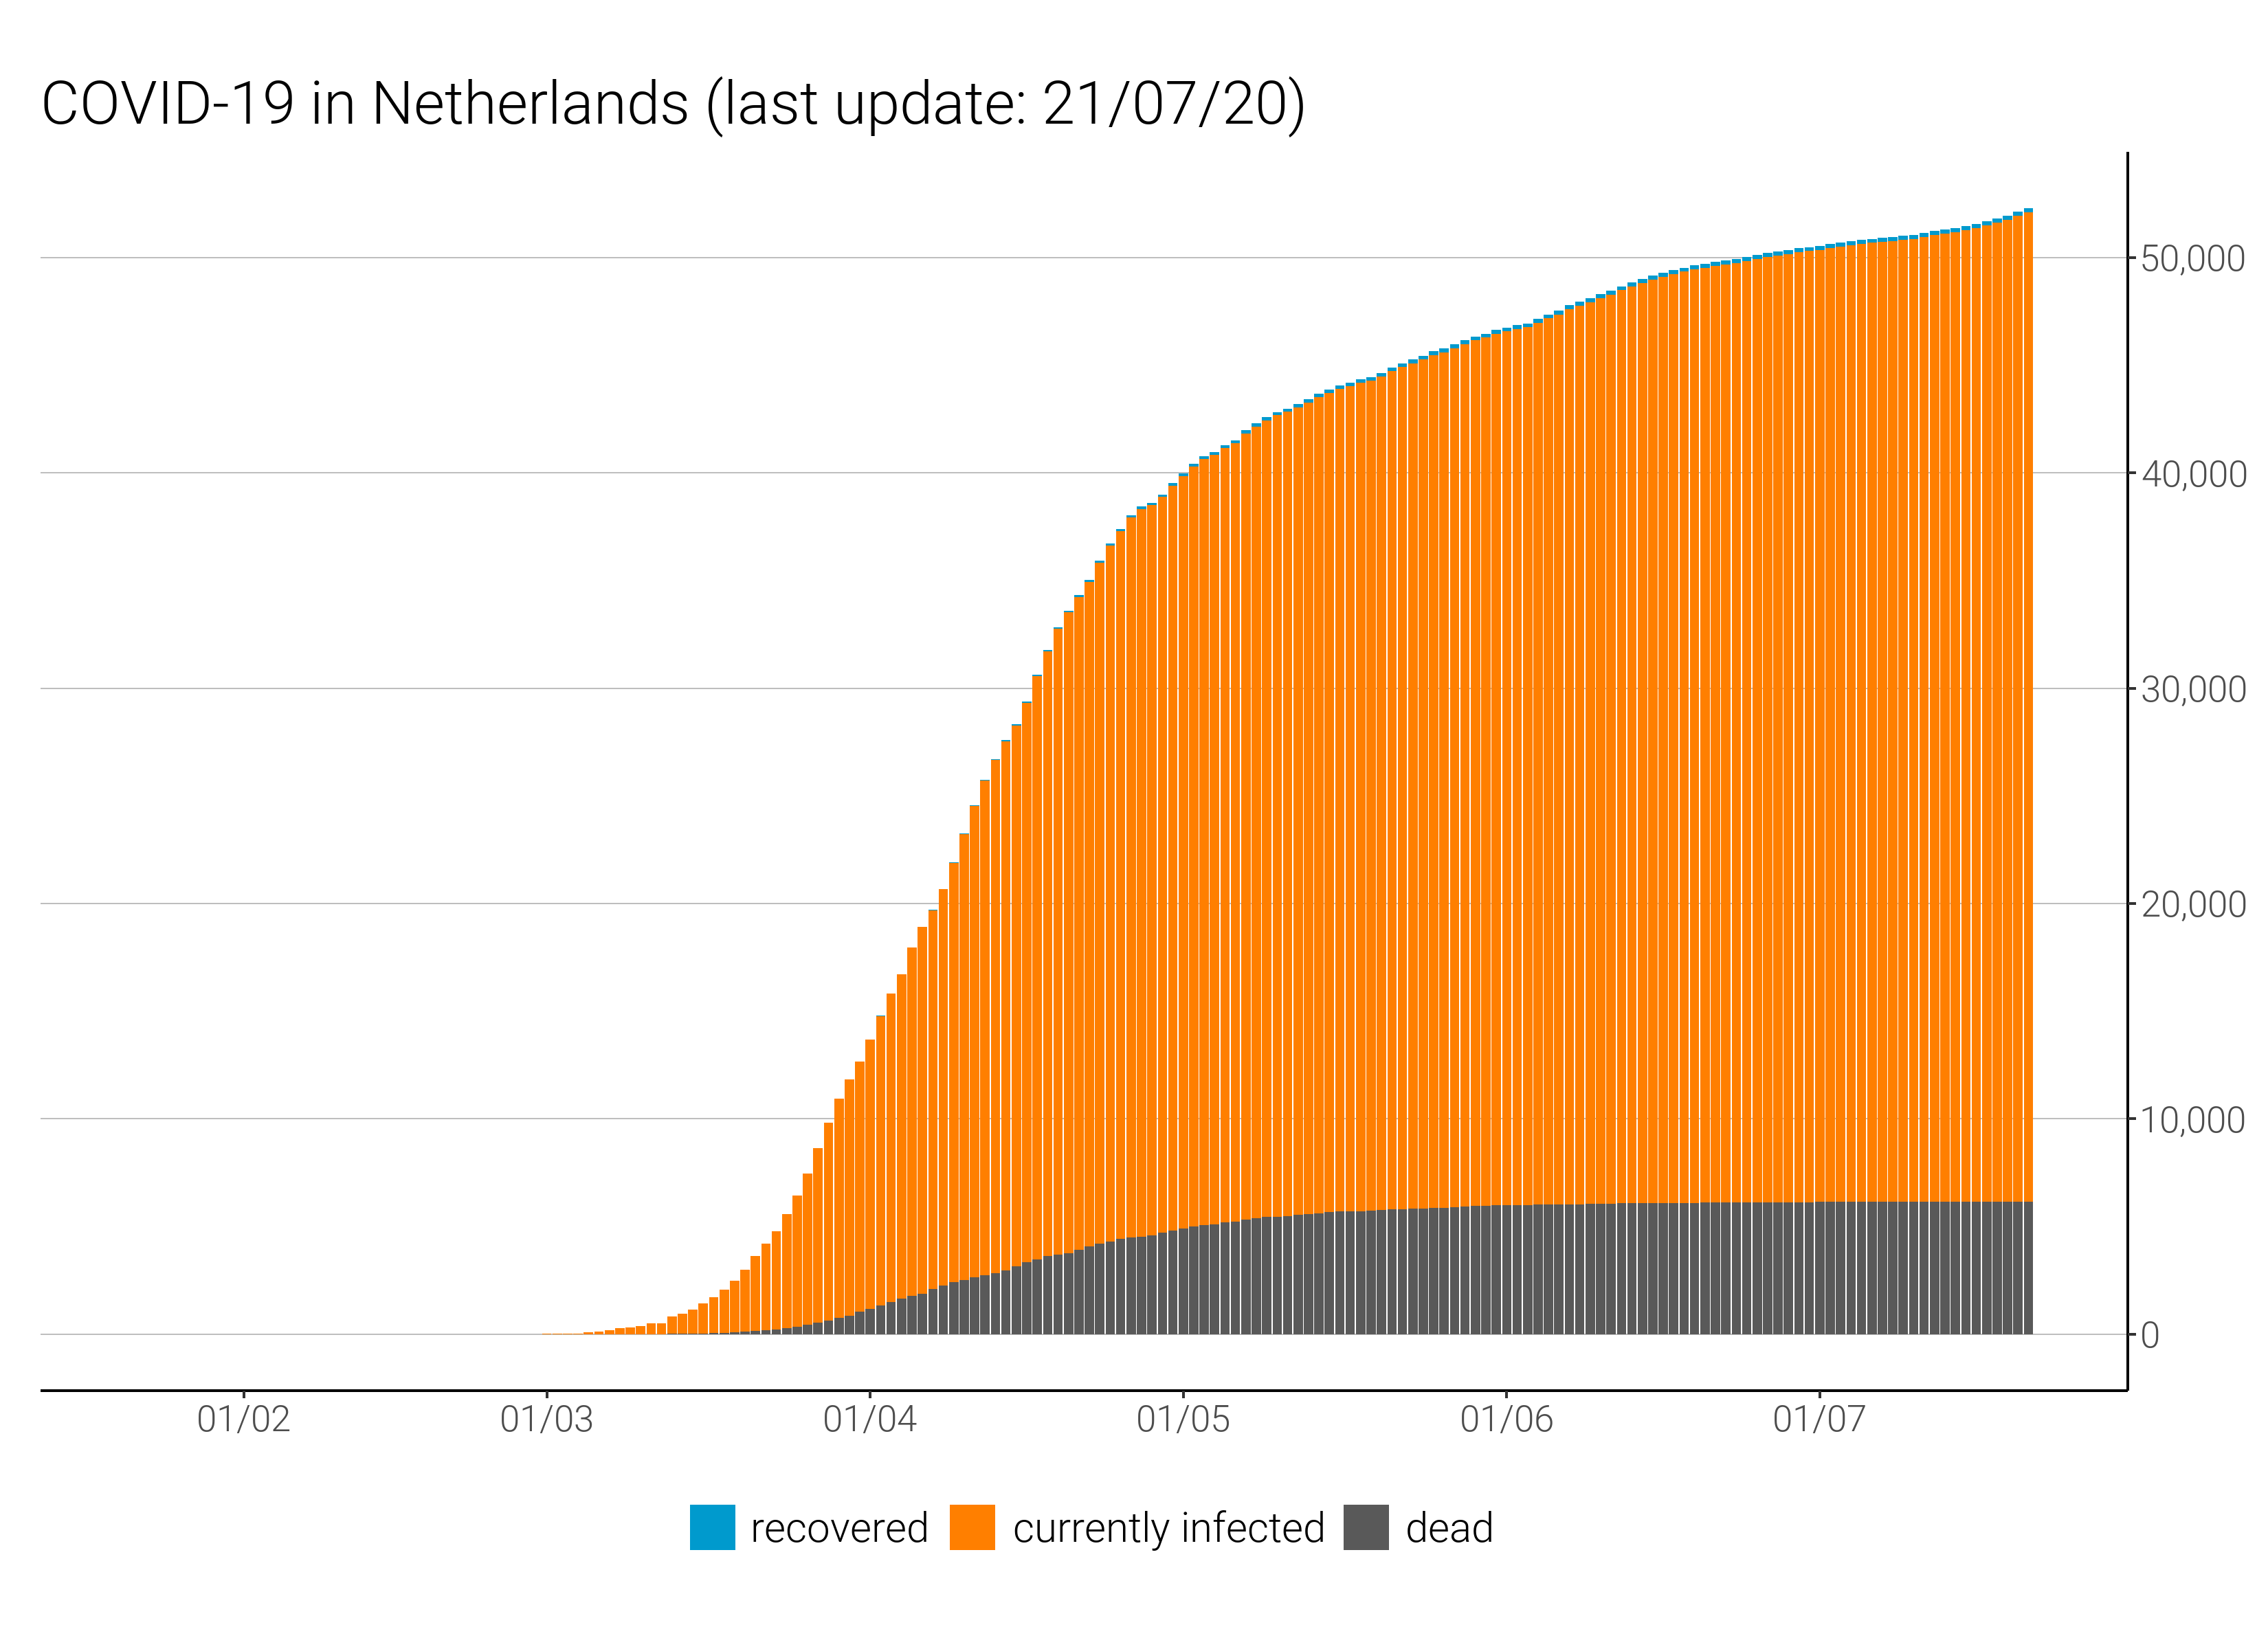 COVID-19 in Netherlands (last update: 21/07/20)
50,000
40,000
30,000
20,000
10,000
0
01/02 01/03 01/04 01/05 01/06 01/07
recovered currently infected dead